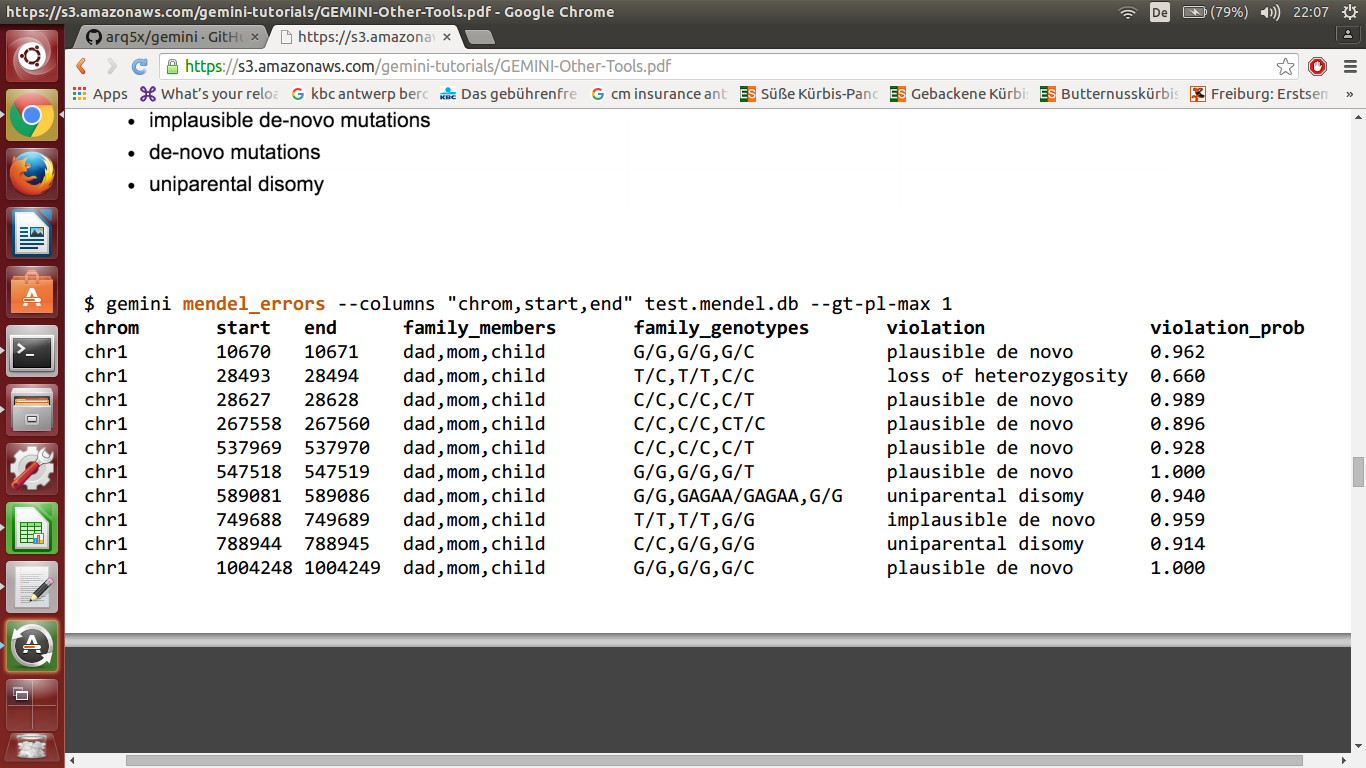 https://s3.amazonaws.com/gemini-tutorials/GEMINI-Other-Tools.pdf - Google Chrome De (79%) 22:07
arq5x/gemini · GitHu https://s3.amazonaw
https://s3.amazonaws.com/gemini-tutorials/GEMINI-Other-Tools.pdf
Apps What's your relo kbc antwerp berc KBC Das gebührenfre cm insurance ant ES Süße Kürbis-Panc ES Gebackene Kürbi ES Butternusskürbis Freiburg: Erstsem »
• implausible de-novo mutations
• de-novo mutations
• uniparental disomy
$ gemini mendel_errors --columns "chrom,start,end" test.mendel.db --gt-pl-max 1
chrom start end family_members family_genotypes violation violation_prob
chr1 10670 10671 dad,mom,child G/G,G/G,G/C plausible de novo 0.962
chr1 28493 28494 dad,mom,child T/C,T/T,C/C loss of heterozygosity 0.660
chr1 28627 28628 dad,mom,child C/C,C/C,C/T plausible de novo 0.989
chr1 267558 267560 dad,mom,child C/C,C/C,CT/C plausible de novo 0.896
chr1 537969 537970 dad,mom,child C/C,C/C,C/T plausible de novo 0.928
chr1 547518 547519 dad,mom,child G/G,G/G,G/T plausible de novo 1.000
chr1 589081 589086 dad,mom,child G/G,GAGAA/GAGAA,G/G uniparental disomy 0.940
chr1 749688 749689 dad,mom,child T/T,T/T,G/G implausible de novo 0.959
chr1 788944 788945 dad,mom,child C/C,G/G,G/G uniparental disomy 0.914
chr1 1004248 1004249 dad,mom,child G/G,G/G,G/C plausible de novo 1.000